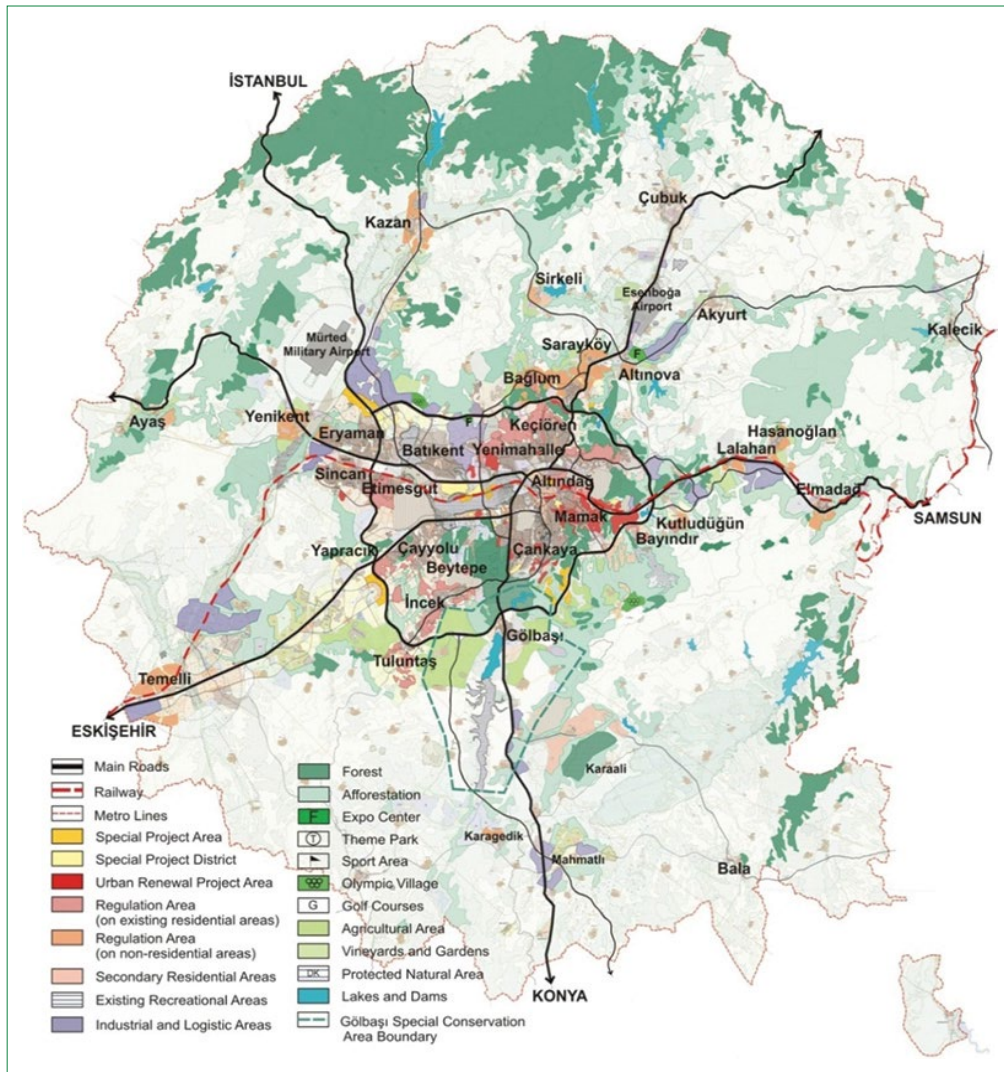 İSTANBUL
Çubuk
Kazan
Sirkeli
Esenboğa
Airport
Akyurt
Kalecik
Mürted
Military Airport
Sarayköy
F
Altınova
Bağlum
Ayaş
Yenikent
Eryaman
Keçiören
F
Batıkent
Yenimahalle
Hasanoğlan
Lalahan
Sincan
Etimesgut
Altındağ
Elmadağ
Mamak
Kutludüğün
SAMSUN
Bayındır
Yapracık
Çayyolu
Çankaya
Beytepe
İncek
Gölbaşı
Tuluntaş
Temelli
ESKİŞEHİR
Karaali
Karagedik
Mahmatlı
Bala
KONYA
Main Roads
Railway
Metro Lines
Special Project Area
Special Project District
Urban Renewal Project Area
Regulation Area
(on existing residential areas)
Regulation Area
(on non-residential areas)
Secondary Residential Areas
Existing Recreational Areas
Industrial and Logistic Areas
Forest
Afforestation
F Expo Center
T Theme Park
Sport Area
Olympic Village
G Golf Courses
Agricultural Area
Vineyards and Gardens
DK Protected Natural Area
Lakes and Dams
Gölbaşı Special Conservation
Area Boundary